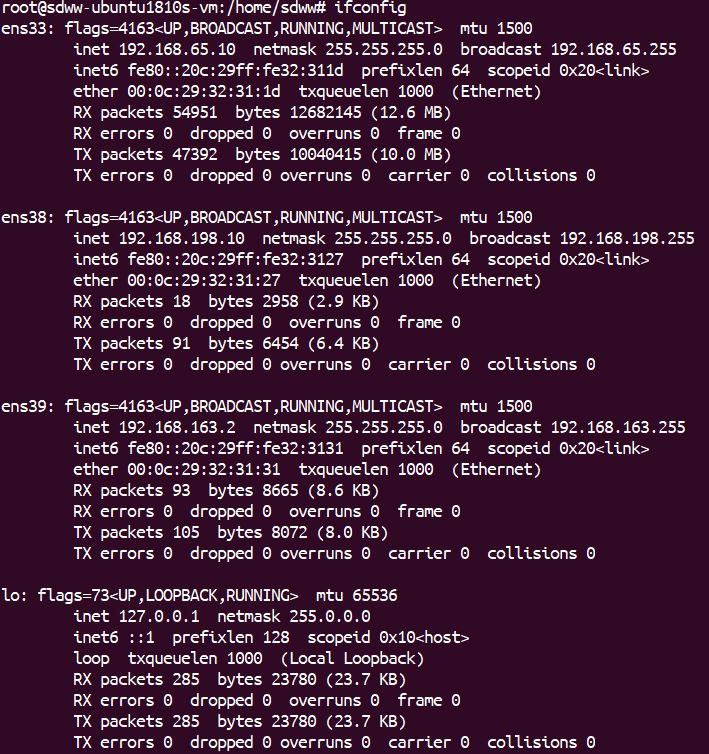 root@sdww-ubuntu1810s-vm:/home/sdww# ifconfig
ens33: flags=4163<UP,BROADCAST,RUNNING,MULTICAST>  mtu 1500
        inet 192.168.65.10  netmask 255.255.255.0  broadcast 192.168.65.255
        inet6 fe80::20c:29ff:fe32:311d  prefixlen 64  scopeid 0x20<link>
        ether 00:0c:29:32:31:1d  txqueuelen 1000  (Ethernet)
        RX packets 54951  bytes 12682145 (12.6 MB)
        RX errors 0  dropped 0  overruns 0  frame 0
        TX packets 47392  bytes 10040415 (10.0 MB)
        TX errors 0  dropped 0 overruns 0  carrier 0  collisions 0

ens38: flags=4163<UP,BROADCAST,RUNNING,MULTICAST>  mtu 1500
        inet 192.168.198.10  netmask 255.255.255.0  broadcast 192.168.198.255
        inet6 fe80::20c:29ff:fe32:3127  prefixlen 64  scopeid 0x20<link>
        ether 00:0c:29:32:31:27  txqueuelen 1000  (Ethernet)
        RX packets 18  bytes 2958 (2.9 KB)
        RX errors 0  dropped 0  overruns 0  frame 0
        TX packets 91  bytes 6454 (6.4 KB)
        TX errors 0  dropped 0 overruns 0  carrier 0  collisions 0

ens39: flags=4163<UP,BROADCAST,RUNNING,MULTICAST>  mtu 1500
        inet 192.168.163.2  netmask 255.255.255.0  broadcast 192.168.163.255
        inet6 fe80::20c:29ff:fe32:3131  prefixlen 64  scopeid 0x20<link>
        ether 00:0c:29:32:31:31  txqueuelen 1000  (Ethernet)
        RX packets 93  bytes 8665 (8.6 KB)
        RX errors 0  dropped 0  overruns 0  frame 0
        TX packets 105  bytes 8072 (8.0 KB)
        TX errors 0  dropped 0 overruns 0  carrier 0  collisions 0

lo: flags=73<UP,LOOPBACK,RUNNING>  mtu 65536
        inet 127.0.0.1  netmask 255.0.0.0
        inet6 ::1  prefixlen 128  scopeid 0x10<host>
        loop  txqueuelen 1000  (Local Loopback)
        RX packets 285  bytes 23780 (23.7 KB)
        RX errors 0  dropped 0  overruns 0  frame 0
        TX packets 285  bytes 23780 (23.7 KB)
        TX errors 0  dropped 0 overruns 0  carrier 0  collisions 0